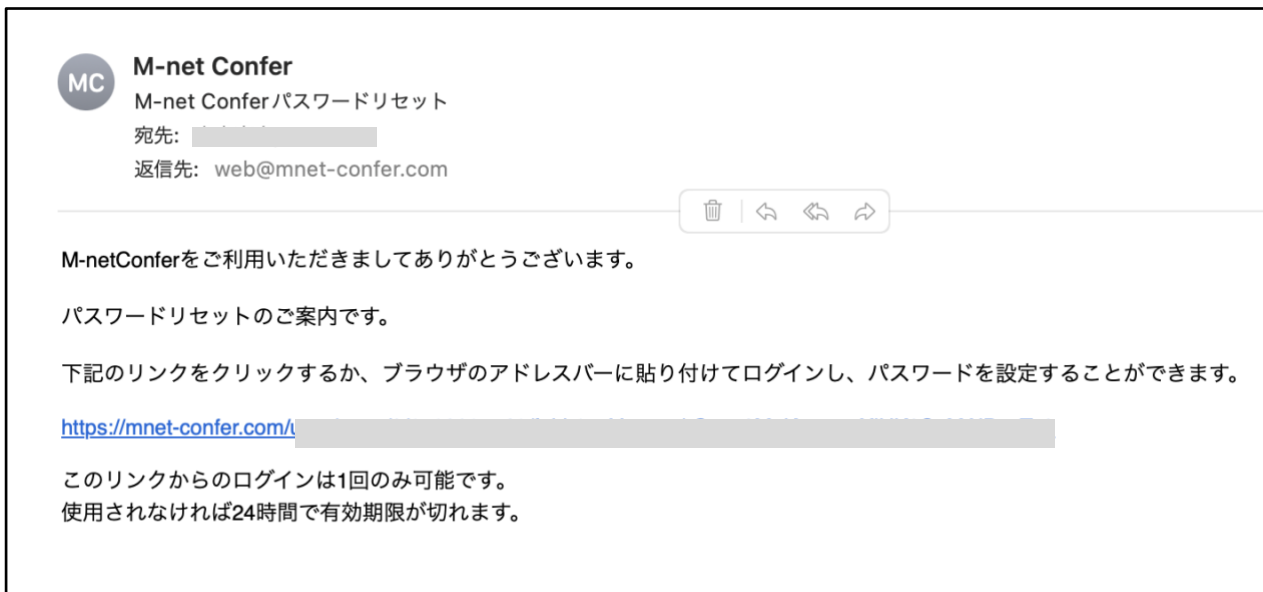 MC
M-net Confer
M-net Conferパスワードリセット
宛先:
返信先: web@mnet-confer.com
M-netConferをご利用いただきましてありがとうございます。
パスワードリセットのご案内です。
下記のリンクをクリックするか、ブラウザのアドレスバーに貼り付けてログインし、パスワードを設定することができます。
https://mnet-confer.com/u
このリンクからのログインは1回のみ可能です。
使用されなければ24時間で有効期限が切れます。